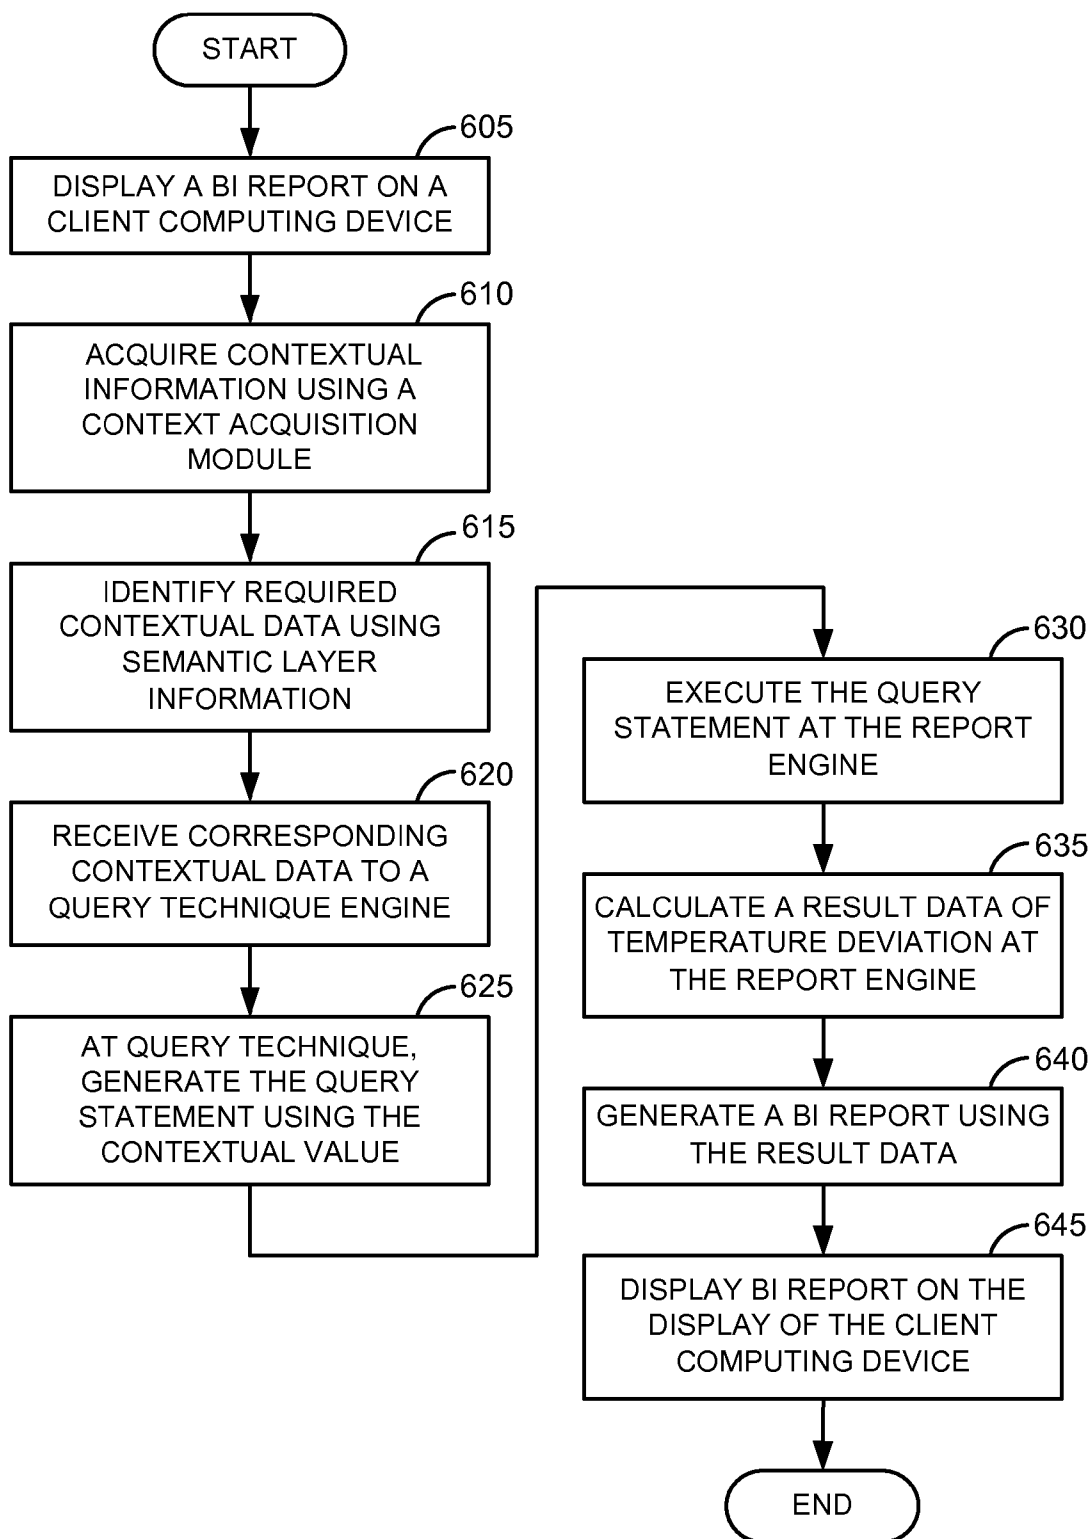 START
605
DISPLAY A BI REPORT ON A
CLIENT COMPUTING DEVICE
610
ACQUIRE CONTEXTUAL
INFORMATION USING A
CONTEXT ACQUISITION
MODULE
615
IDENTIFY REQUIRED
CONTEXTUAL DATA USING
SEMANTIC LAYER
INFORMATION
620
RECEIVE CORRESPONDING
CONTEXTUAL DATA TO A
QUERY TECHNIQUE ENGINE
625
AT QUERY TECHNIQUE,
GENERATE THE QUERY
STATEMENT USING THE
CONTEXTUAL VALUE
630
EXECUTE THE QUERY
STATEMENT AT THE REPORT
ENGINE
635
CALCULATE A RESULT DATA OF
TEMPERATURE DEVIATION AT
THE REPORT ENGINE
640
GENERATE A BI REPORT USING
THE RESULT DATA
645
DISPLAY BI REPORT ON THE
DISPLAY OF THE CLIENT
COMPUTING DEVICE
END